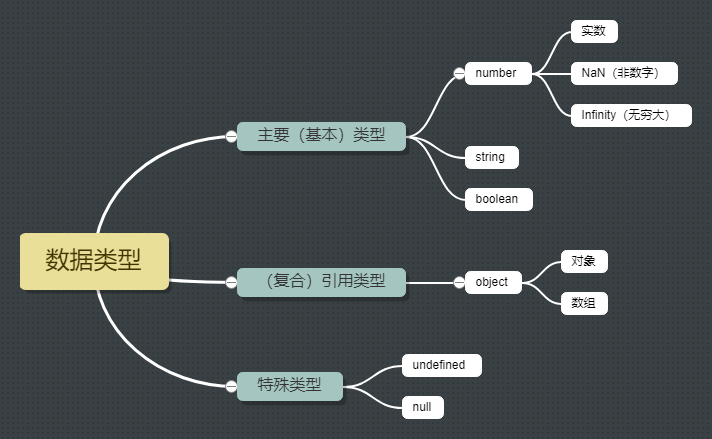 数据类型
主要（基本）类型
number
实数
NaN（非数字）
Infinity（无穷大）
string
boolean
（复合）引用类型
object
对象
数组
特殊类型
undefined
null